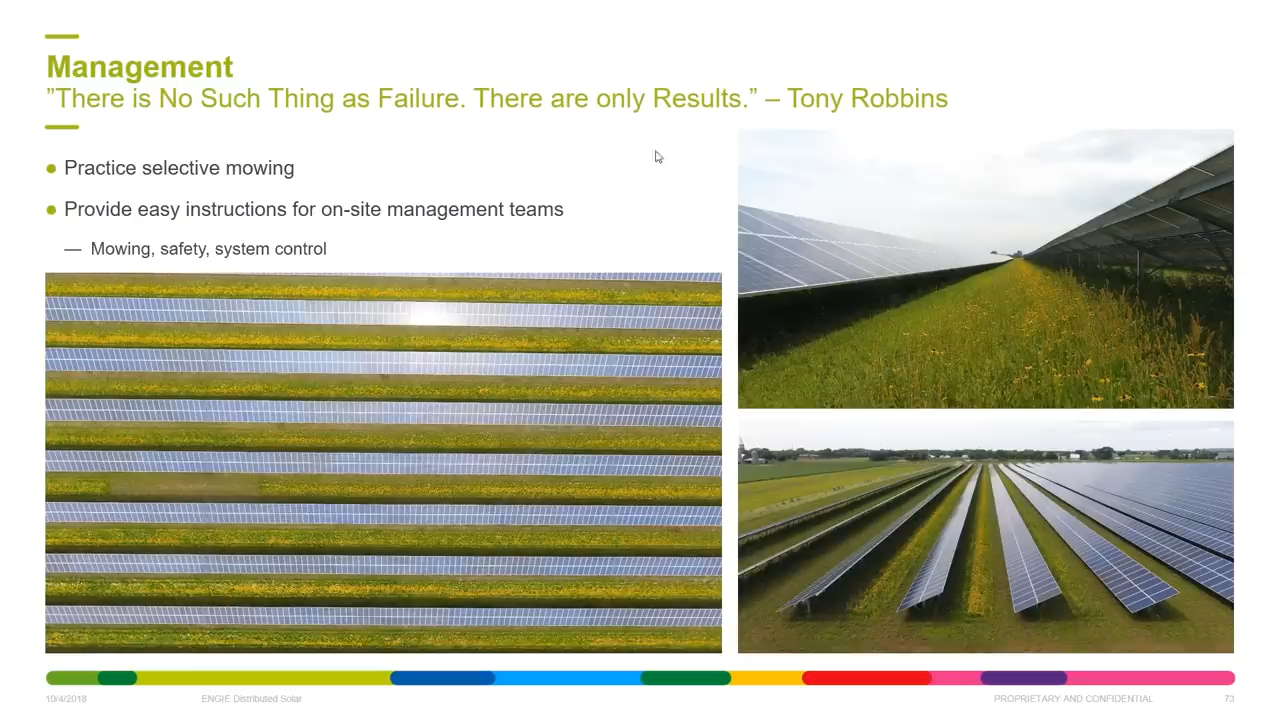 Management
”There is No Such Thing as Failure. There are only Results.” – Tony Robbins
Practice selective mowing
Provide easy instructions for on-site management teams
— Mowing, safety, system control
10/4/2018
ENGIE Distributed Solar
PROPRIETARY AND CONFIDENTIAL
73